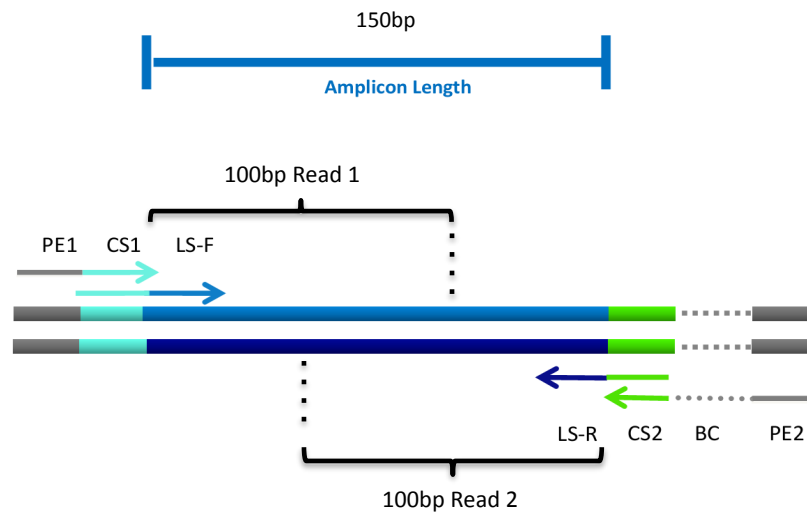 150bp
Amplicon Length
100bp Read 1
PE1 CS1 LS-F
LS-R CS2 BC PE2
100bp Read 2